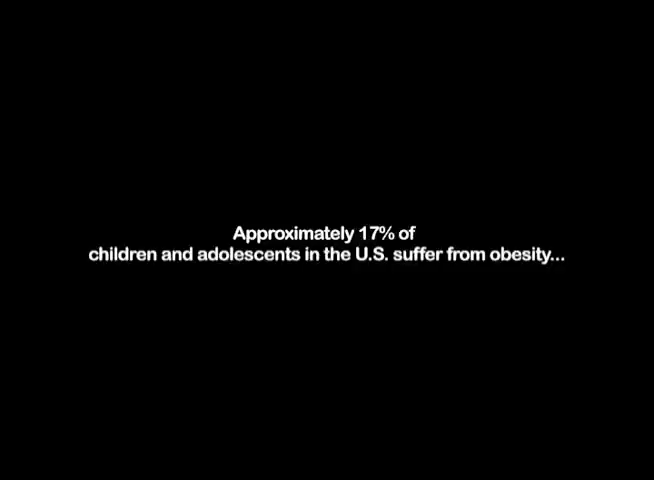 Approximately 17% of
children and adolescents in the U.S. suffer from obesity...